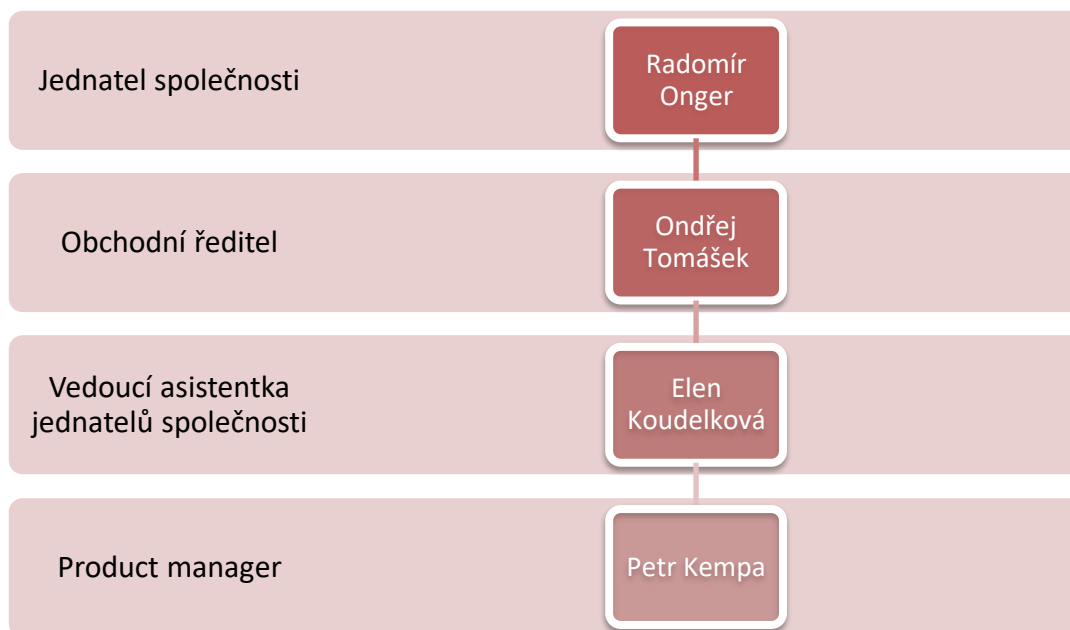 Jednatel společnosti
Radomír
Onger
Obchodní ředitel
Ondřej
Tomášek
Vedoucí asistentka
jednatelů společnosti
Elen
Koudelková
Product manager
Petr Kempa